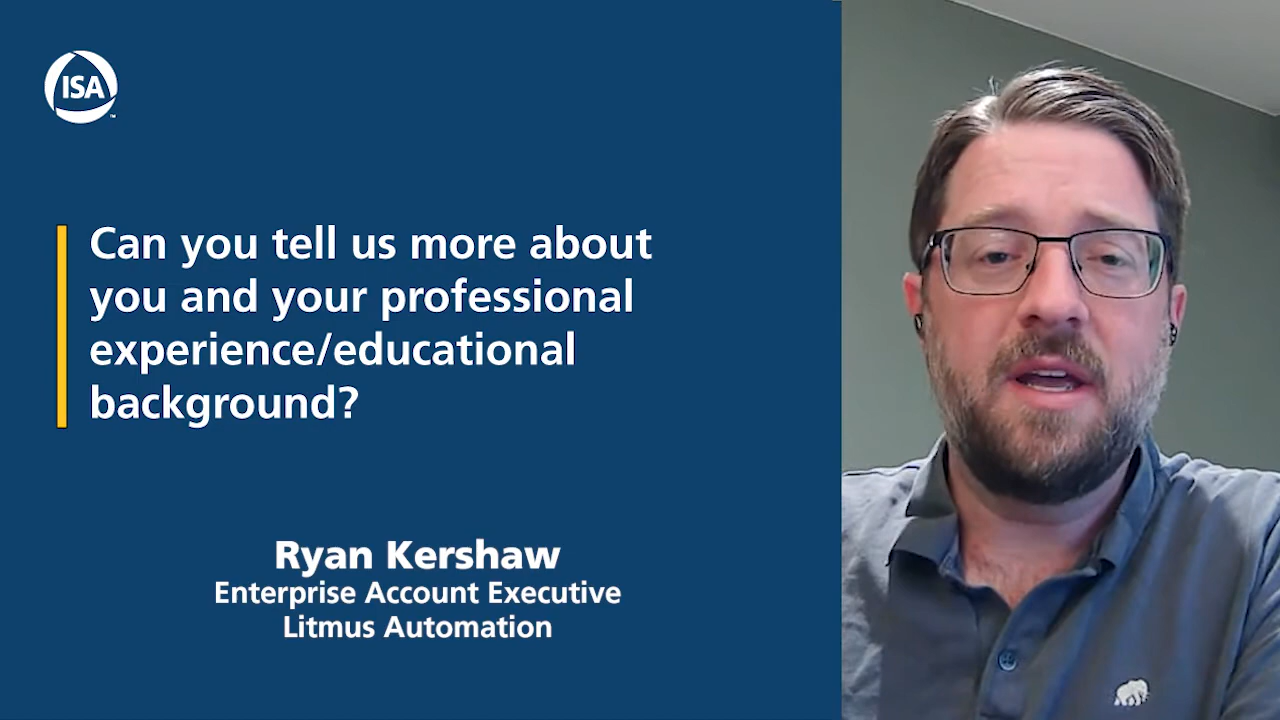 ISA
Can you tell us more about
you and your professional
experience/educational
background?
Ryan Kershaw
Enterprise Account Executive
Litmus Automation